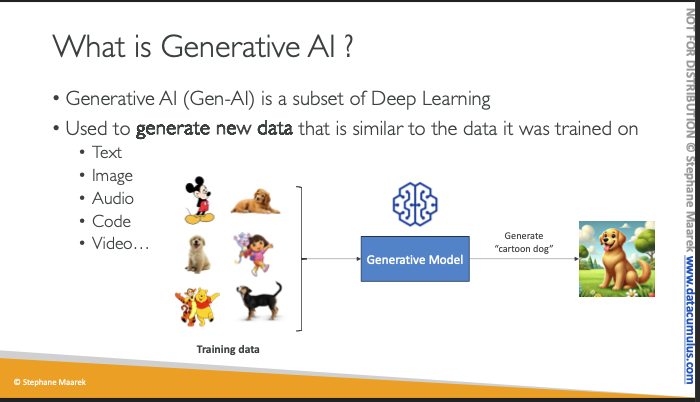 What is Generative AI ?
• Generative AI (Gen-AI) is a subset of Deep Learning
• Used to generate new data that is similar to the data it was trained on
• Text
• Image
• Audio
• Code
• Video…
Training data
Generative Model
Generate
"cartoon dog"
© Stephane Maarek
NOT FOR DISTRIBUTION © Stephane Maarek www.datacumulus.com